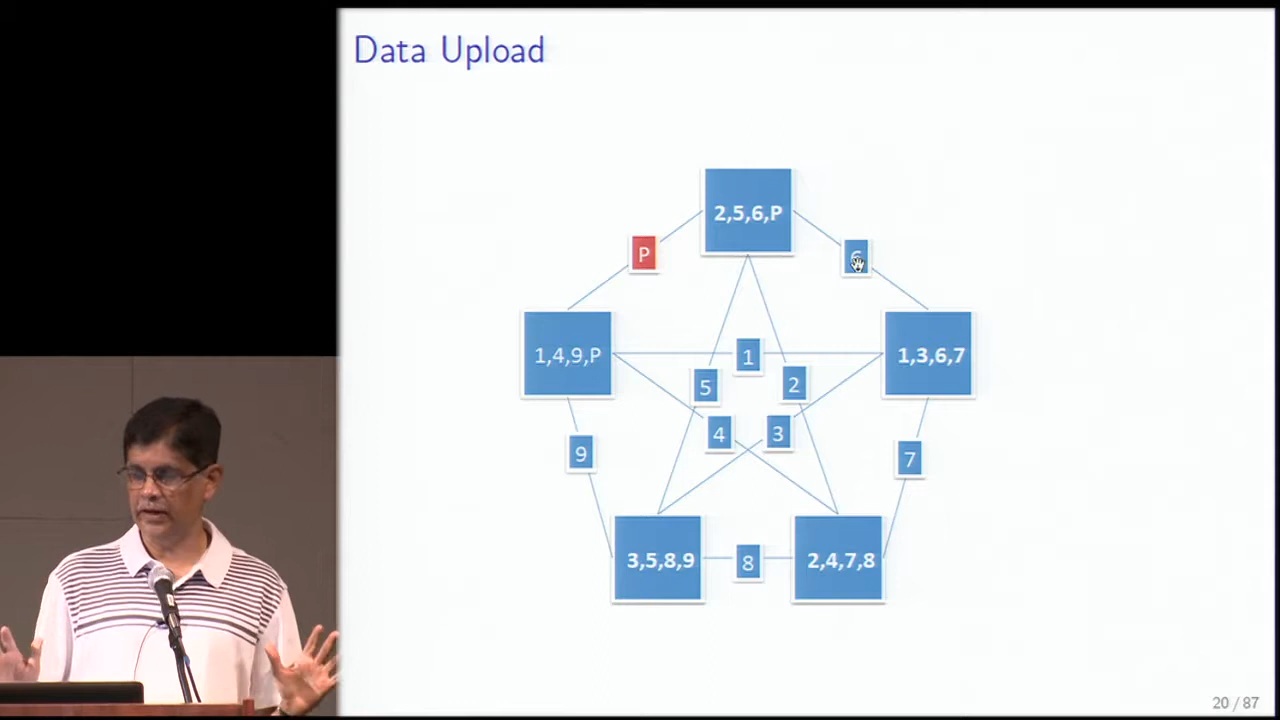 Data Upload
2,5,6,P
P
6
1,4,9,P
1
1,3,6,7
5
2
4
3
9
7
3,5,8,9
8
2,4,7,8
20 / 87